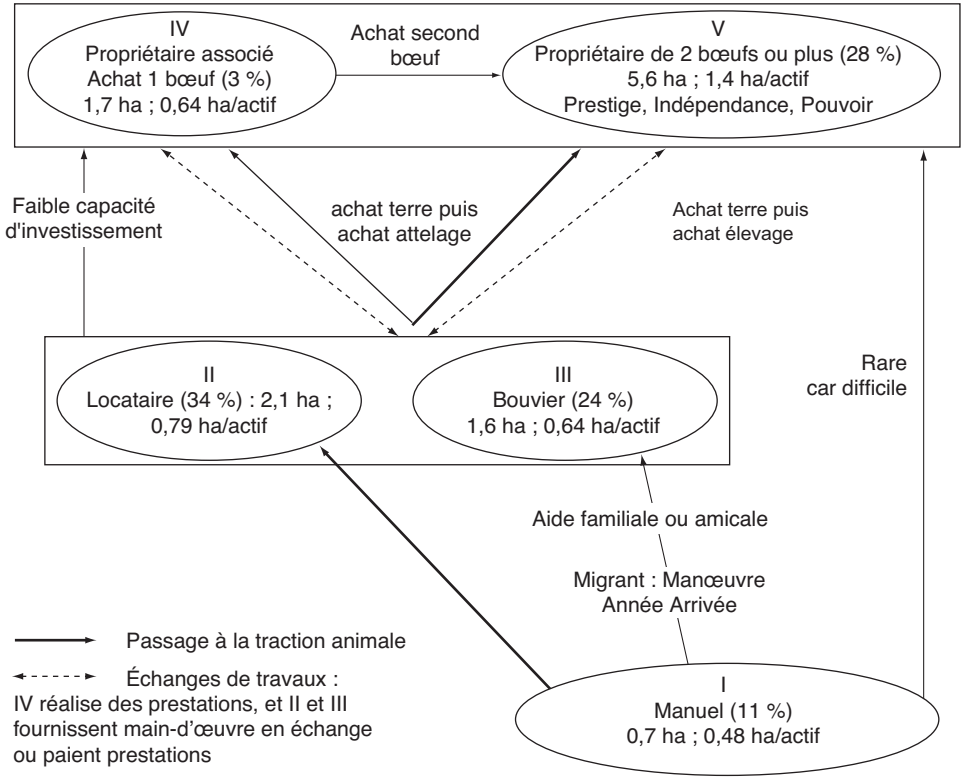 IV
Propriétaire associé
Achat 1 bœuf (3 %)
1,7 ha ; 0,64 ha/actif
Achat second
bœuf
V
Propriétaire de 2 bœufs ou plus (28 %)
5,6 ha ; 1,4 ha/actif
Prestige, Indépendance, Pouvoir
Faible capacité
d'investissement
achat terre puis
achat attelage
Achat terre puis
achat élevage
Rare
car difficile
II
Locataire (34 %) : 2,1 ha ;
0,79 ha/actif
III
Bouvier (24 %)
1,6 ha ; 0,64 ha/actif
Aide familiale ou amicale
Migrant : Manœuvre
Année Arrivée
I
Manuel (11 %)
0,7 ha ; 0,48 ha/actif
Passage à la traction animale
Échanges de travaux :
IV réalise des prestations, et II et III
fournissent main-d'œuvre en échange
ou paient prestations